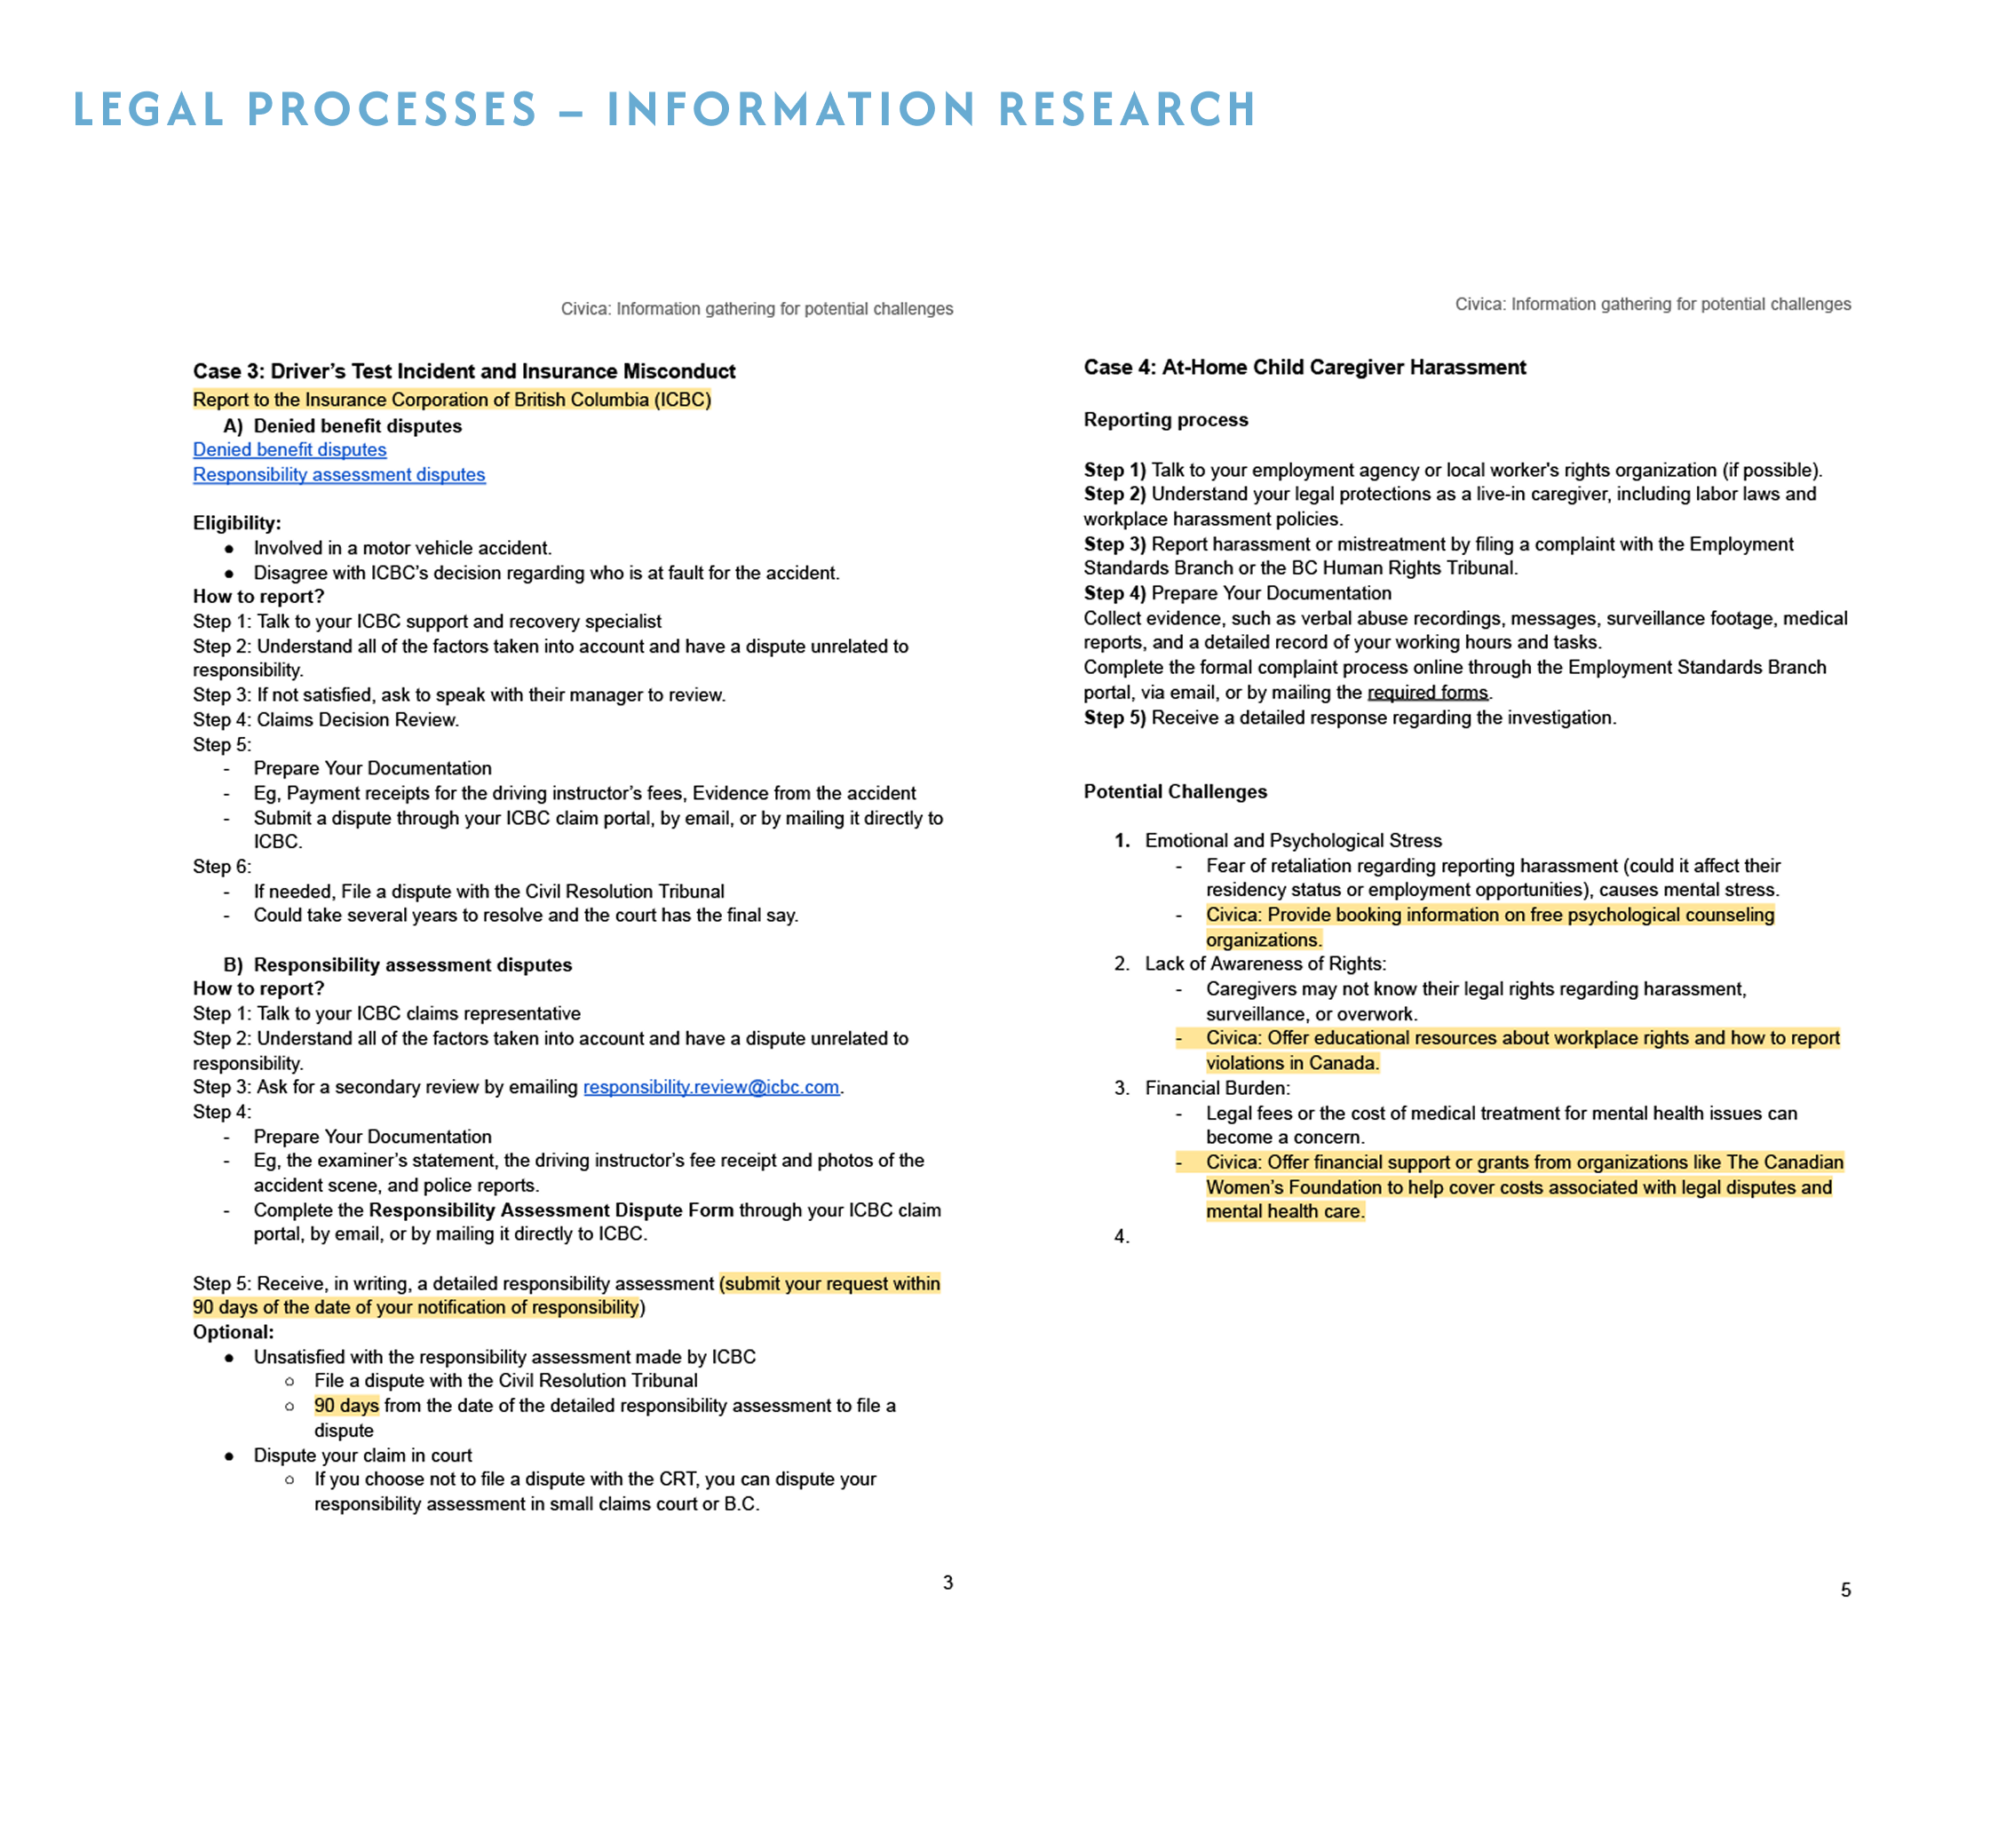 LEGAL PROCESSES – INFORMATION RESEARCH
Civica: Information gathering for potential challenges
Case 3: Driver's Test Incident and Insurance Misconduct
Report to the Insurance Corporation of British Columbia (ICBC)
A) Denied benefit disputes
Denied benefit disputes
Responsibility assessment disputes
Eligibility:
● Involved in a motor vehicle accident.
● Disagree with ICBC's decision regarding who is at fault for the accident.
How to report?
Step 1: Talk to your ICBC support and recovery specialist
Step 2: Understand all of the factors taken into account and have a dispute unrelated to
responsibility.
Step 3: If not satisfied, ask to speak with their manager to review.
Step 4: Claims Decision Review.
Step 5:
- Prepare Your Documentation
- Eg, Payment receipts for the driving instructor's fees, Evidence from the accident
- Submit a dispute through your ICBC claim portal, by email, or by mailing it directly to
ICBC.
Step 6:
- If needed, File a dispute with the Civil Resolution Tribunal
- Could take several years to resolve and the court has the final say.
B) Responsibility assessment disputes
How to report?
Step 1: Talk to your ICBC claims representative
Step 2: Understand all of the factors taken into account and have a dispute unrelated to
responsibility.
Step 3: Ask for a secondary review by emailing responsibility.review@icbc.com.
Step 4:
- Prepare Your Documentation
- Eg, the examiner's statement, the driving instructor's fee receipt and photos of the
accident scene, and police reports.
- Complete the Responsibility Assessment Dispute Form through your ICBC claim
portal, by email, or by mailing it directly to ICBC.
Step 5: Receive, in writing, a detailed responsibility assessment (submit your request within
90 days of the date of your notification of responsibility)
Optional:
● Unsatisfied with the responsibility assessment made by ICBC
○ File a dispute with the Civil Resolution Tribunal
○ 90 days from the date of the detailed responsibility assessment to file a
dispute
● Dispute your claim in court
○ If you choose not to file a dispute with the CRT, you can dispute your
responsibility assessment in small claims court or B.C.
3
Civica: Information gathering for potential challenges
Case 4: At-Home Child Caregiver Harassment
Reporting process
Step 1) Talk to your employment agency or local worker's rights organization (if possible).
Step 2) Understand your legal protections as a live-in caregiver, including labor laws and
workplace harassment policies.
Step 3) Report harassment or mistreatment by filing a complaint with the Employment
Standards Branch or the BC Human Rights Tribunal.
Step 4) Prepare Your Documentation
Collect evidence, such as verbal abuse recordings, messages, surveillance footage, medical
reports, and a detailed record of your working hours and tasks.
Complete the formal complaint process online through the Employment Standards Branch
portal, via email, or by mailing the required forms.
Step 5) Receive a detailed response regarding the investigation.
Potential Challenges
1. Emotional and Psychological Stress
- Fear of retaliation regarding reporting harassment (could it affect their
residency status or employment opportunities), causes mental stress.
- Civica: Provide booking information on free psychological counseling
organizations.
2. Lack of Awareness of Rights:
- Caregivers may not know their legal rights regarding harassment,
surveillance, or overwork.
- Civica: Offer educational resources about workplace rights and how to report
violations in Canada.
3. Financial Burden:
- Legal fees or the cost of medical treatment for mental health issues can
become a concern.
- Civica: Offer financial support or grants from organizations like The Canadian
Women's Foundation to help cover costs associated with legal disputes and
mental health care.
4.
5